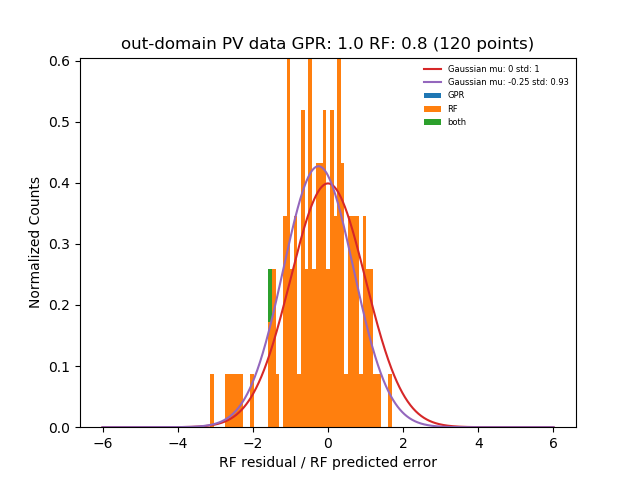 out-domain PV data GPR: 1.0 RF: 0.8 (120 points)
Gaussian mu: 0 std: 1
Gaussian mu: -0.25 std: 0.93
GPR
RF
both
Normalized Counts
0.6
0.5
0.4
0.3
0.2
0.1
0.0
−6 −4 −2 0 2 4 6
RF residual / RF predicted error